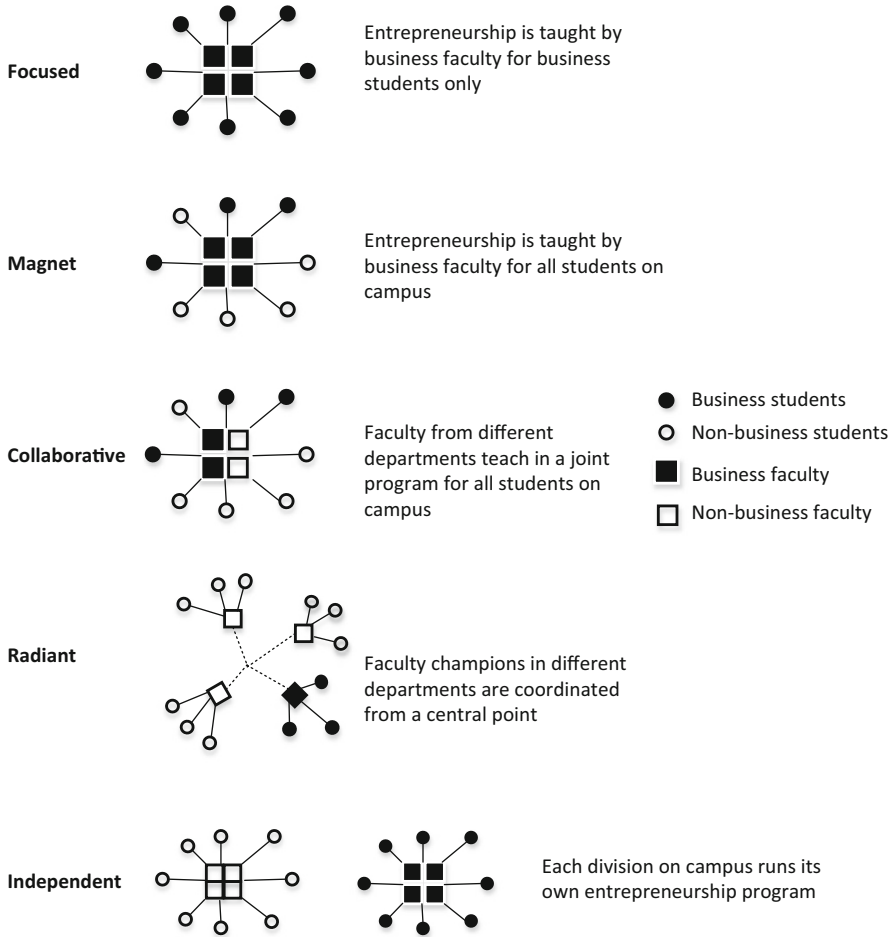 Focused
Entrepreneurship is taught by
business faculty for business
students only
Magnet
Entrepreneurship is taught by
business faculty for all students on
campus
Collaborative
Faculty from different
departments teach in a joint
program for all students on
campus
Business students
Non-business students
Business faculty
Non-business faculty
Radiant
Faculty champions in different
departments are coordinated
from a central point
Independent
Each division on campus runs its
own entrepreneurship program